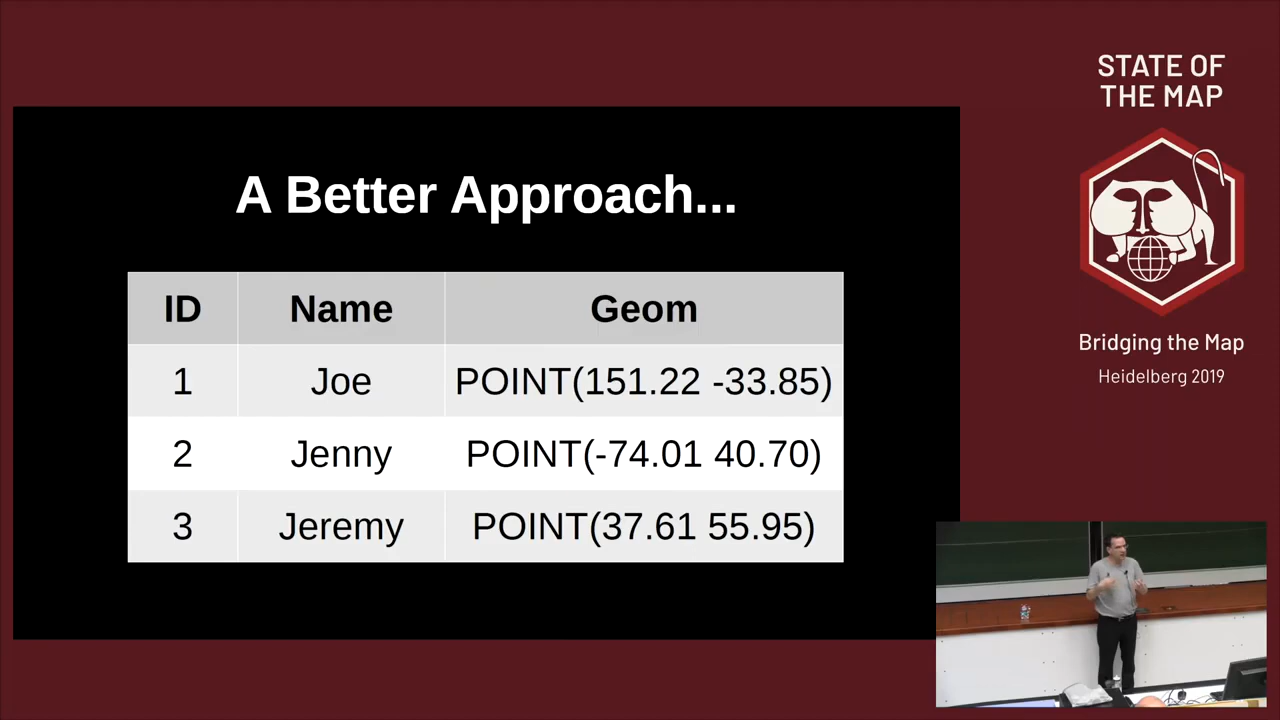 STATE OF
THE MAP
A Better Approach...
ID Name Geom
1 Joe POINT(151.22 -33.85)
2 Jenny POINT(-74.01 40.70)
3 Jeremy POINT(37.61 55.95)
Bridging the Map
Heidelberg 2019